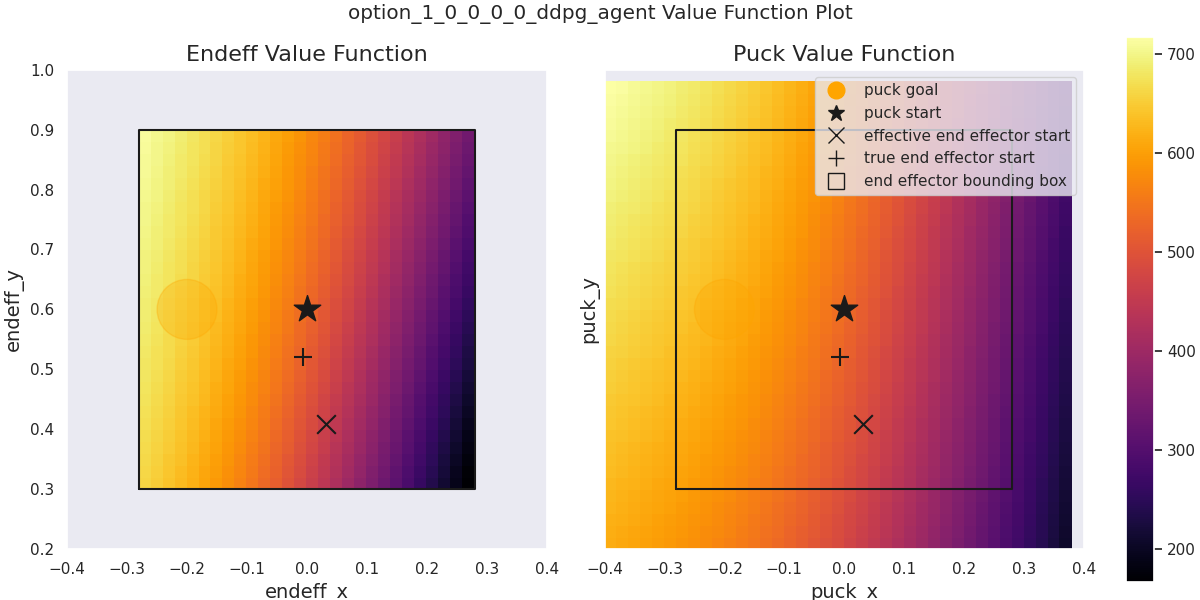 option_1_0_0_0_0_ddpg_agent Value Function Plot
Endeff Value Function
Puck Value Function
1.0
0.9
0.8
0.7
0.6
0.5
0.4
0.3
0.2
endeff_y
−0.4 −0.3 −0.2 −0.1 0.0 0.1 0.2 0.3 0.4
endeff_x
puck goal
puck start
effective end effector start
true end effector start
end effector bounding box
puck_y
−0.4 −0.3 −0.2 −0.1 0.0 0.1 0.2 0.3 0.4
puck_x
700
600
500
400
300
200